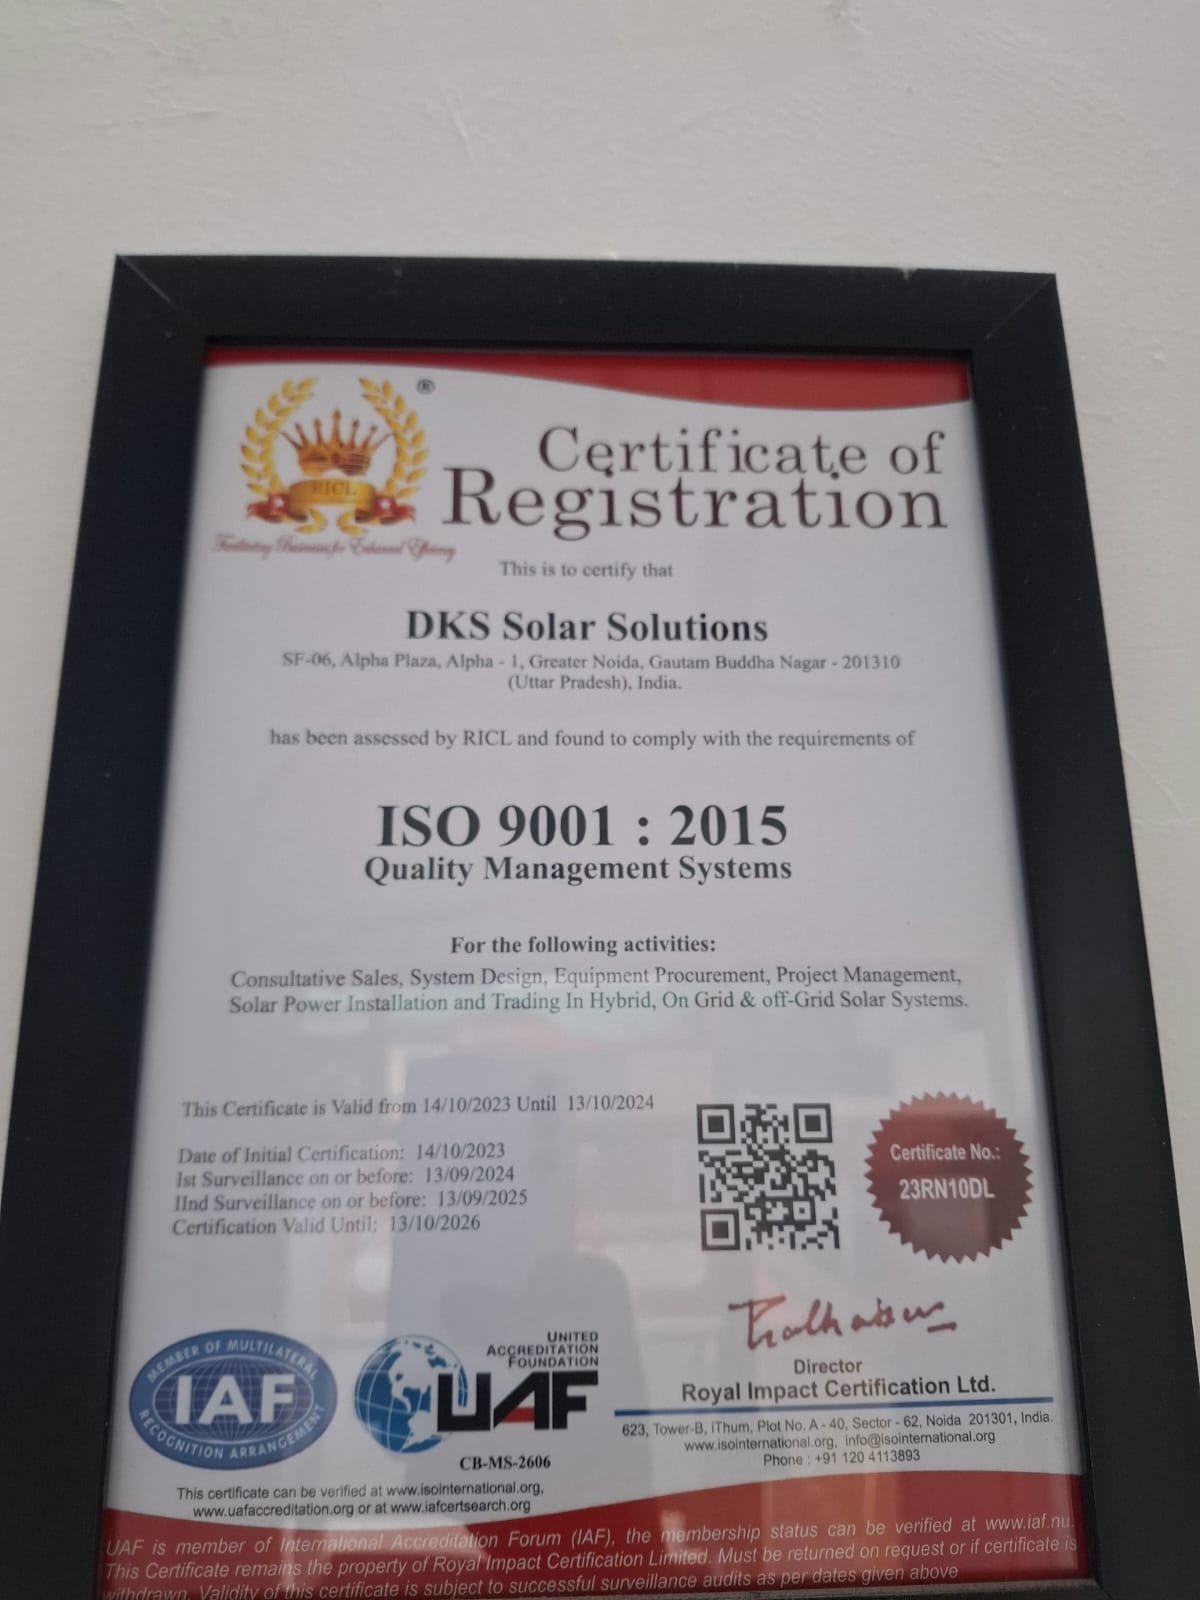 ®
RICL
Facilitating Business for Enhanced Efficiency
Certificate of
Registration
This is to certify that
DKS Solar Solutions
SF-06, Alpha Plaza, Alpha - 1, Greater Noida, Gautam Buddha Nagar - 201310
(Uttar Pradesh), India.
has been assessed by RICL and found to comply with the requirements of
ISO 9001 : 2015
Quality Management Systems
For the following activities:
Consultative Sales, System Design, Equipment Procurement, Project Management,
Solar Power Installation and Trading In Hybrid, On Grid & off-Grid Solar Systems.
This Certificate is Valid from 14/10/2023 Until 13/10/2024
Date of Initial Certification: 14/10/2023
Ist Surveillance on or before: 13/09/2024
IInd Surveillance on or before: 13/09/2025
Certification Valid Until: 13/10/2026
Certificate No.:
23RN10DL
Director
Royal Impact Certification Ltd.
623, Tower-B, iThum, Plot No. A - 40, Sector - 62, Noida 201301, India.
www.isointernational.org, info@isointernational.org
Phone : +91 120 4113893
MEMBER OF MULTILATERAL
IAF
RECOGNITION ARRANGEMENT
UNITED
ACCREDITATION
FOUNDATION
UAF
CB-MS-2606
This certificate can be verified at www.isointernational.org,
www.uafaccreditation.org or at www.iafcertsearch.org
UAF is member of International Accreditation Forum (IAF), the membership status can be verified at www.iaf.nu.
This Certificate remains the property of Royal Impact Certification Limited. Must be returned on request or if certificate is
withdrawn. Validity of this certificate is subject to successful surveillance audits as per dates given above